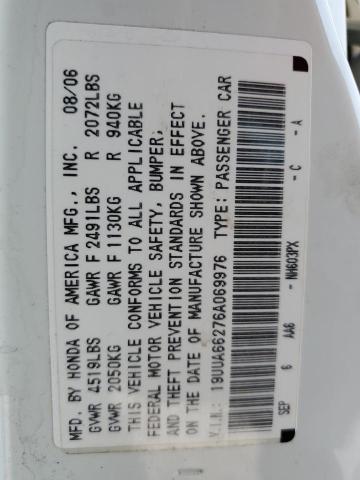 MFD. BY HONDA OF AMERICA MFG., INC. 08/06
GVWR 4519LBS GAWR F 2491LBS R 2072LBS
GVWR 2050KG GAWR F 1130KG R 940KG
THIS VEHICLE CONFORMS TO ALL APPLICABLE
FEDERAL MOTOR VEHICLE SAFETY, BUMPER,
AND THEFT PREVENTION STANDARDS IN EFFECT
ON THE DATE OF MANUFACTURE SHOWN ABOVE.
V.I.N.: 19UUA66276A069976 TYPE: PASSENGER CAR
SEP 6 AA6 - NH603PX - C - A